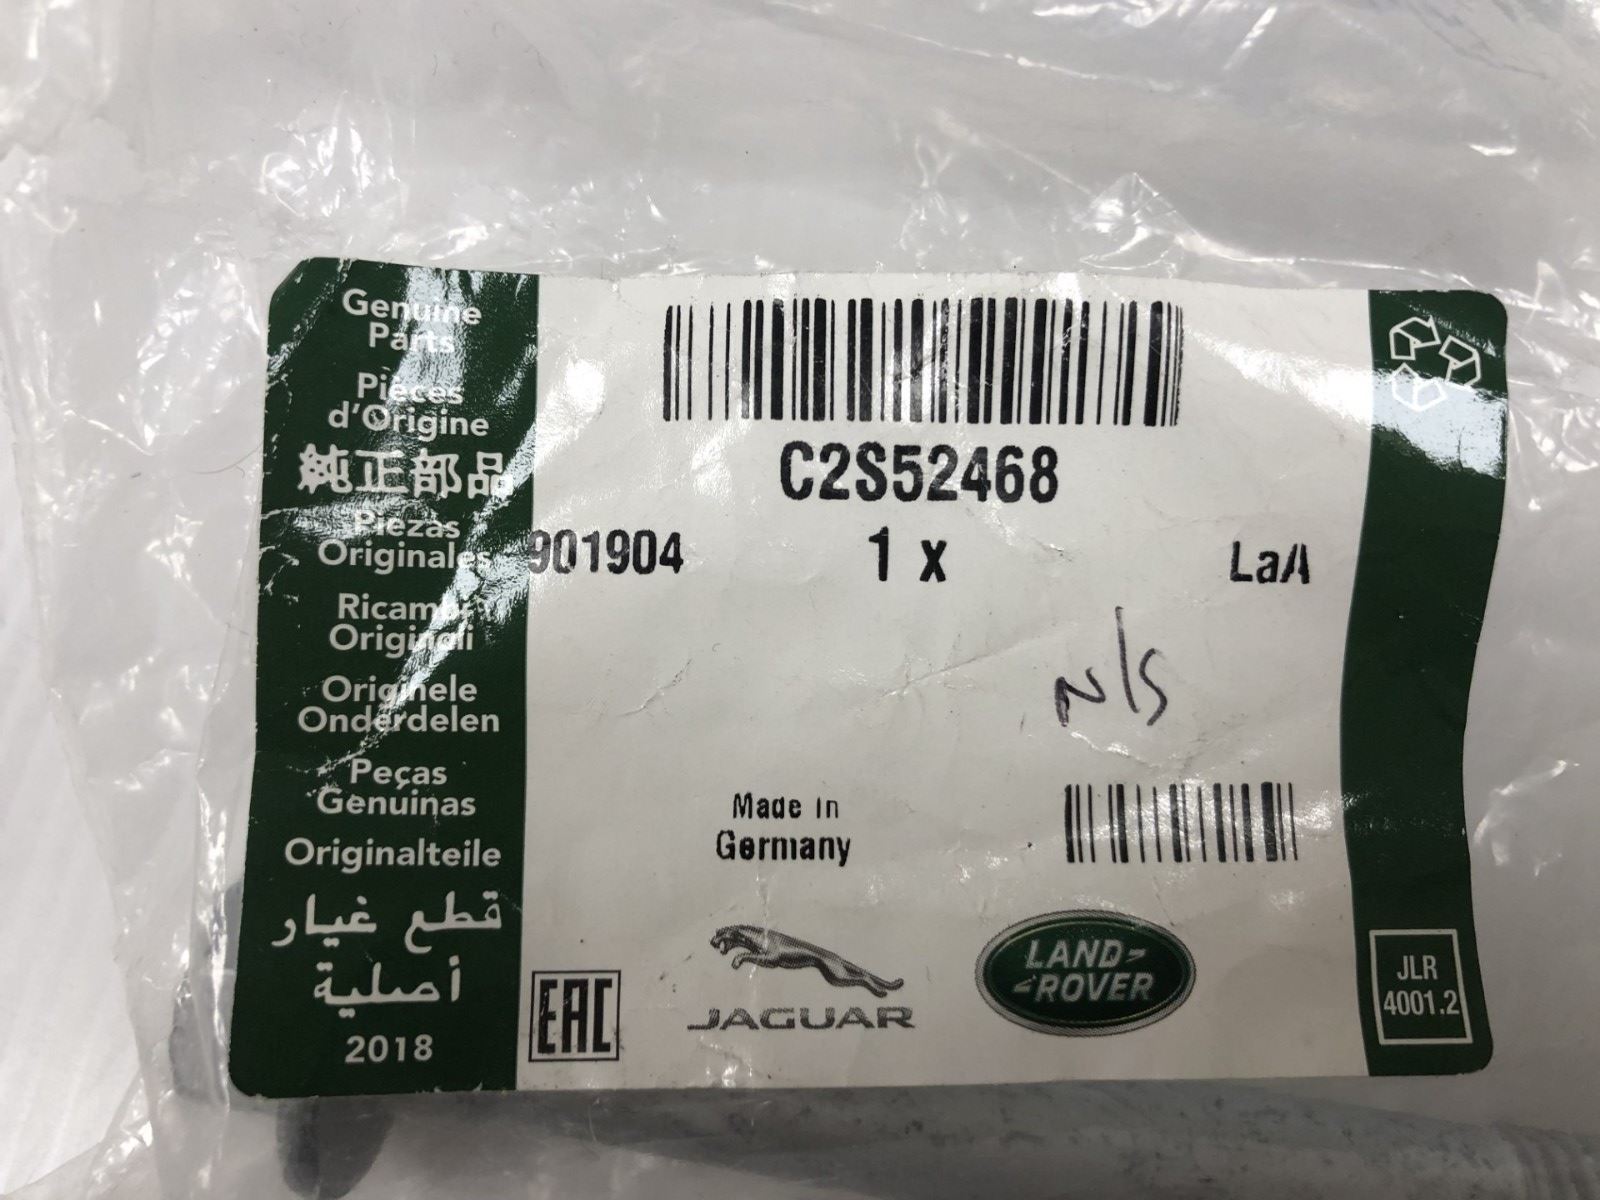 Genuine
Parts
Pièces
d'Origine
純正部品
Piezas
Originales
Ricambi
Originali
Originele
Onderdelen
Peças
Genuinas
Originalteile
قطع غيار
أصلية
2018
C2S52468
901904 1 x La/A
N/S
Made in
Germany
EAC
JAGUAR
LAND-
-ROVER
JLR
4001.2